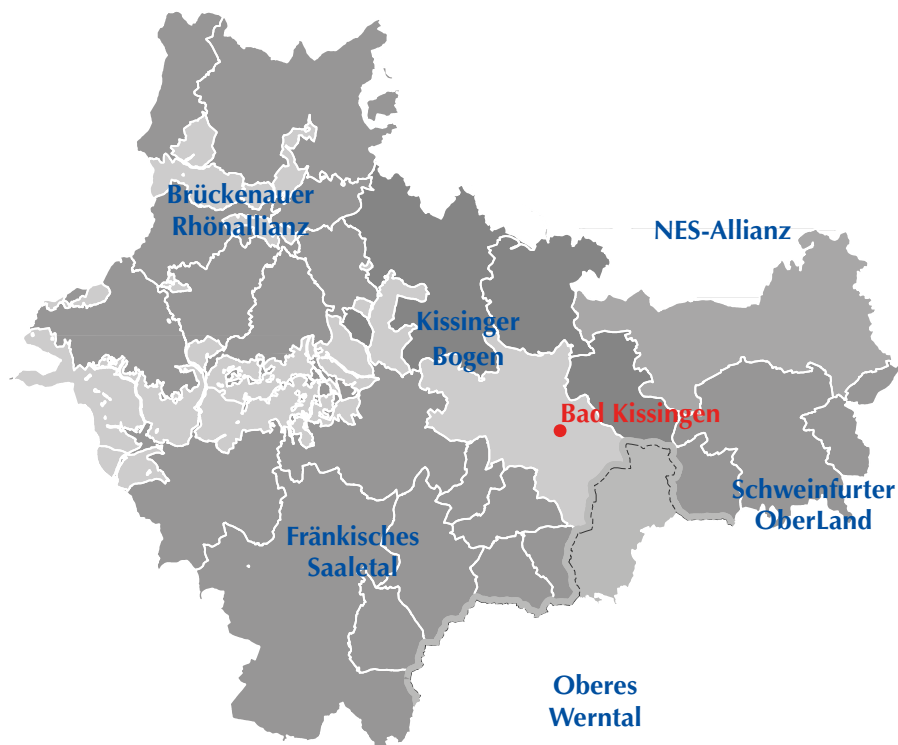 Brückenauer
Rhönallianz
NES-Allianz
Kissinger
Bogen
Bad Kissingen
Schweinfurter
OberLand
Fränkisches
Saaletal
Oberes
Werntal